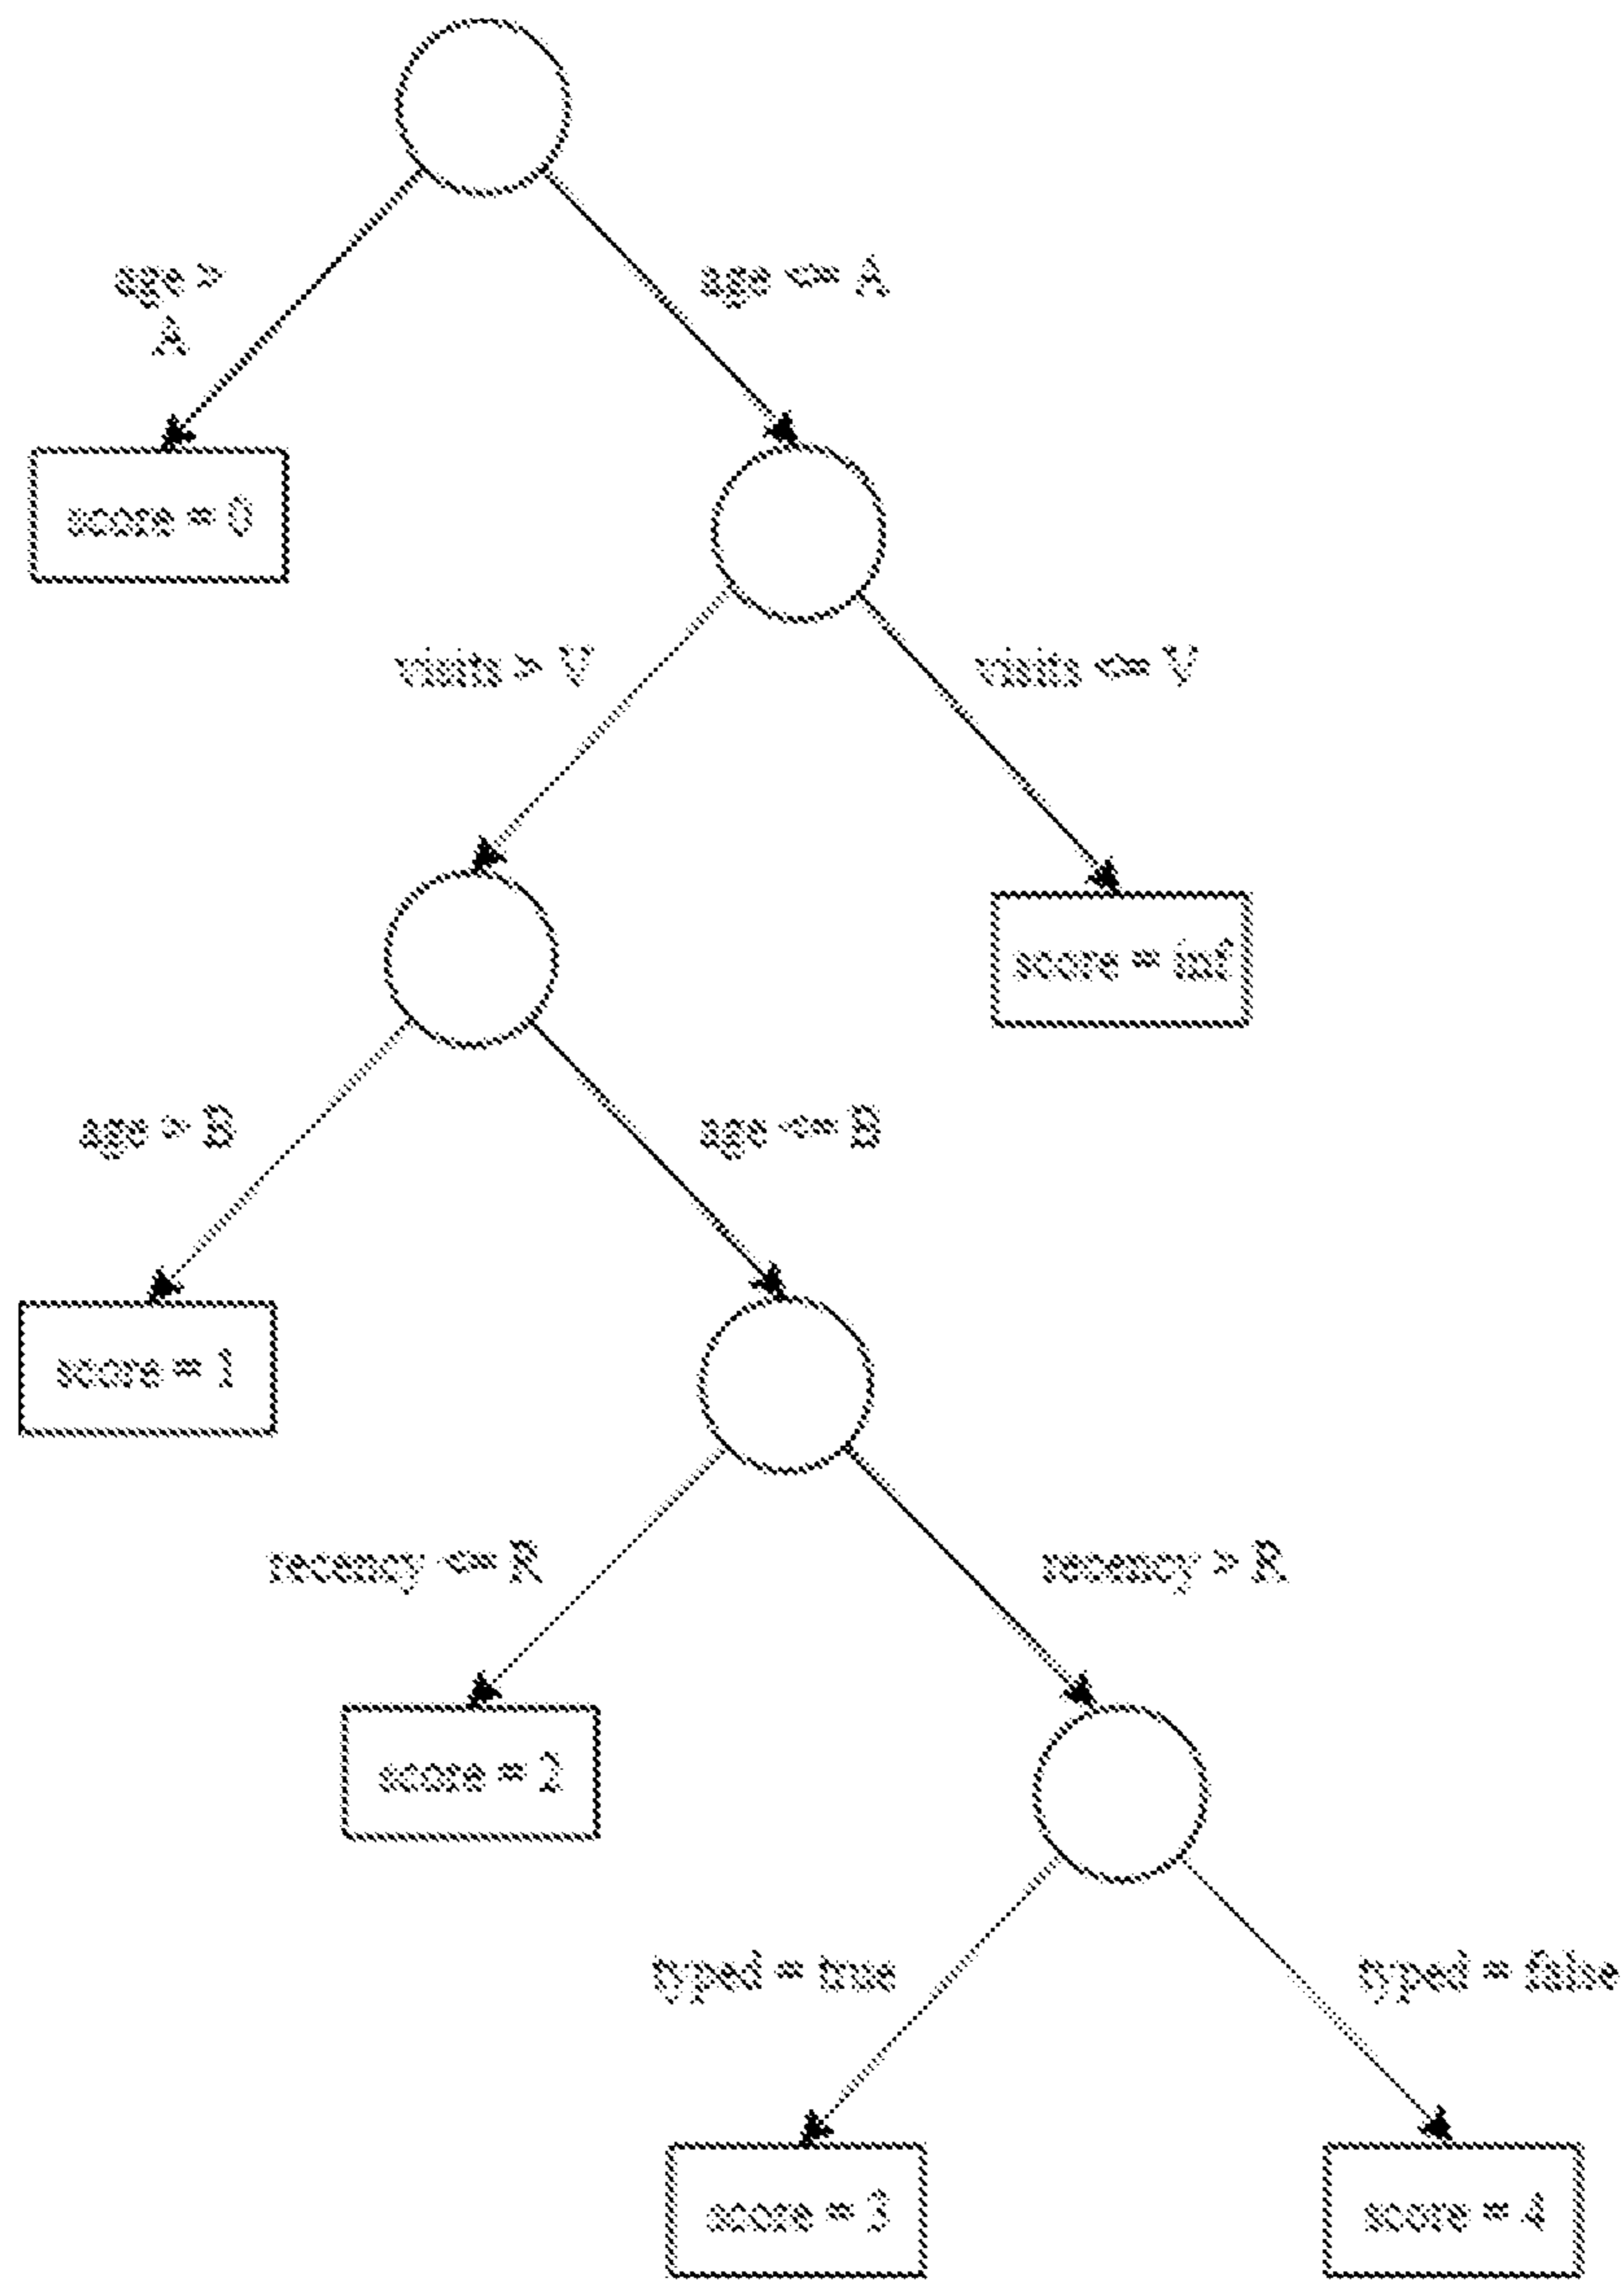 age >
A
age <= A
score = 0
visits > V
visits <= V
score = inf
age > B
age <= B
score = 1
recency <= R
recency > R
score = 2
typed = true
typed = false
score = 3
score = 4